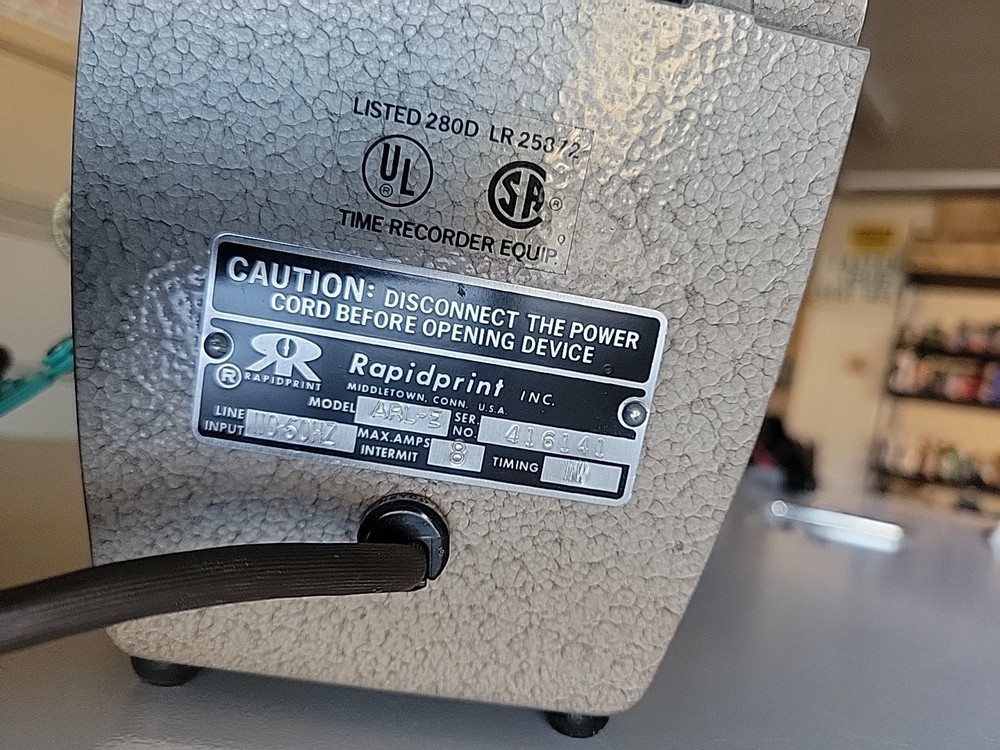 LISTED 280D LR 25872
UL ®
SA ®
TIME RECORDER EQUIP.
CAUTION: DISCONNECT THE POWER
CORD BEFORE OPENING DEVICE
® RAPIDPRINT
Rapidprint INC.
MIDDLETOWN, CONN. U.S.A.
MODEL ARL-E SER. NO. 416141
LINE INPUT 110-60HZ MAX.AMPS INTERMIT 8 TIMING